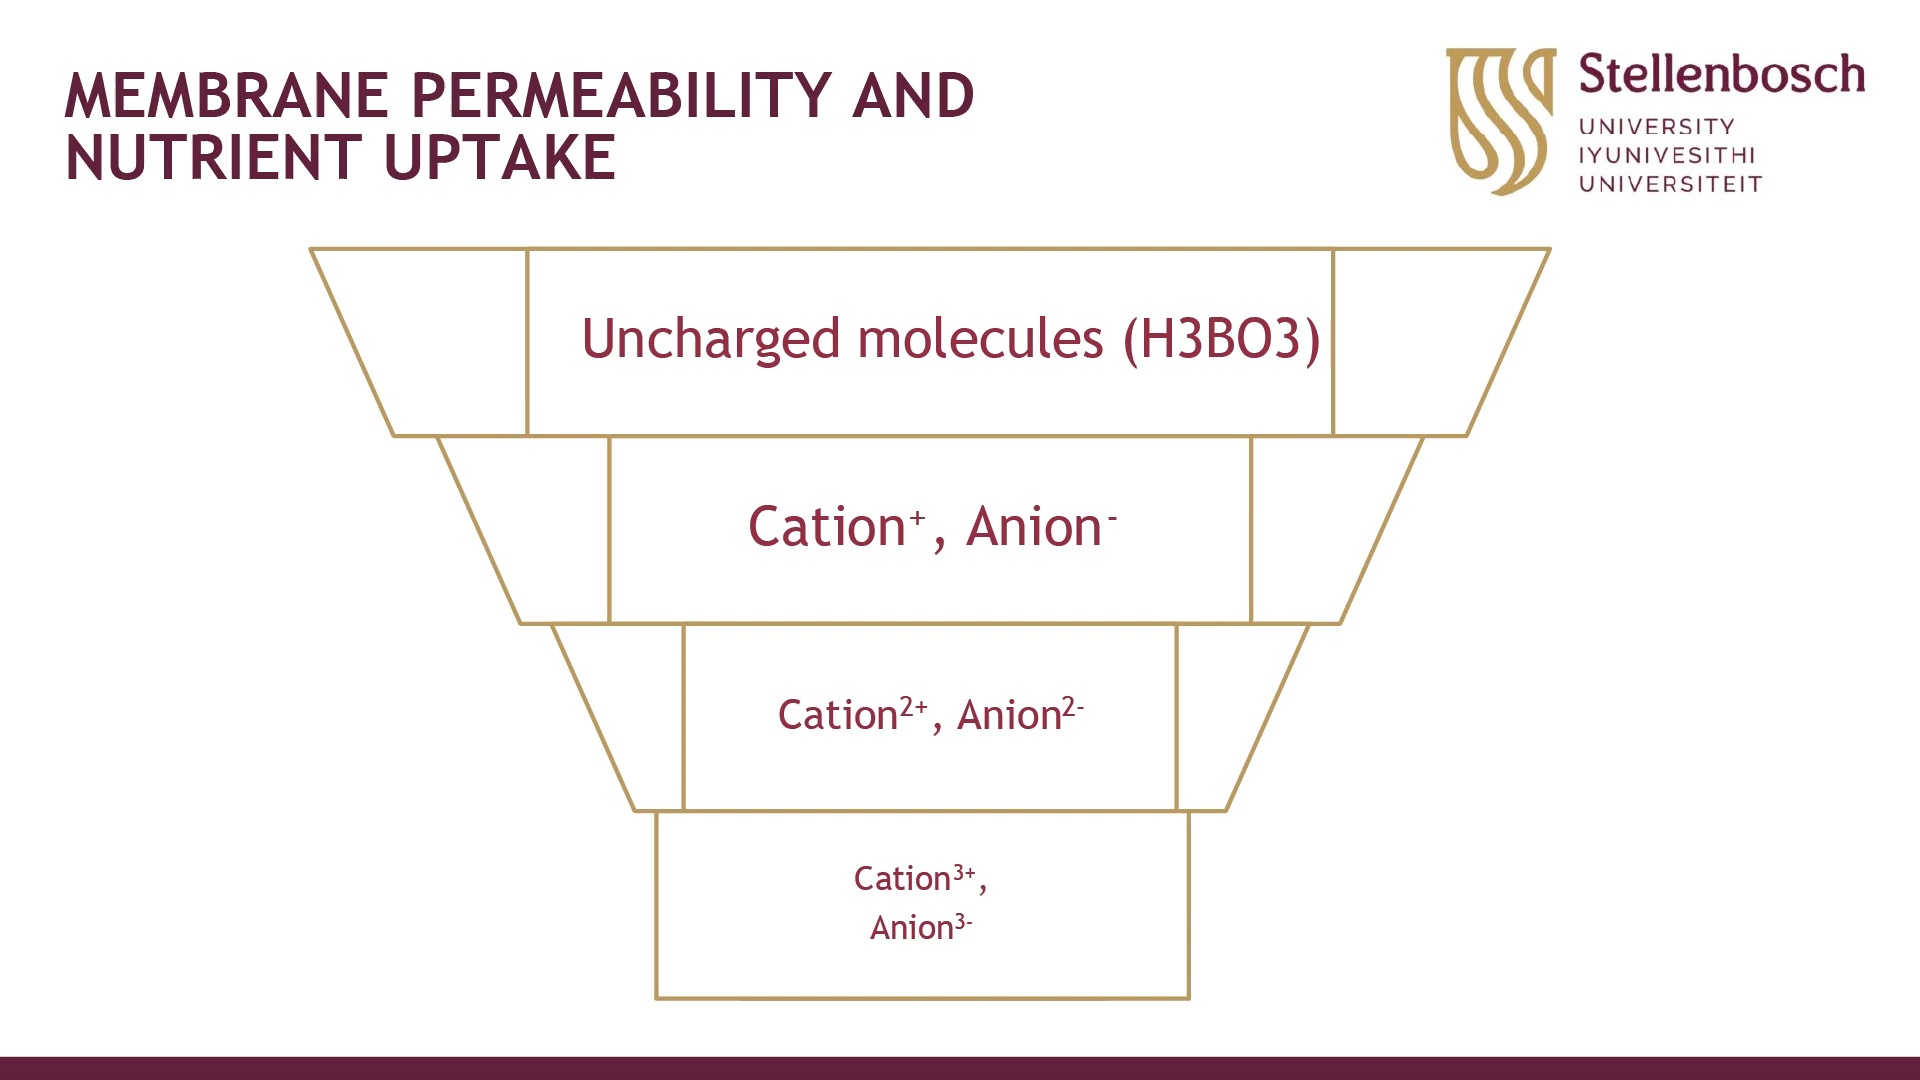 MEMBRANE PERMEABILITY AND
NUTRIENT UPTAKE
Stellenbosch
UNIVERSITY
IYUNIVESITHI
UNIVERSITEIT
Uncharged molecules (H3BO3)
Cation⁺, Anion⁻
Cation²⁺, Anion²⁻
Cation³⁺,
Anion³⁻